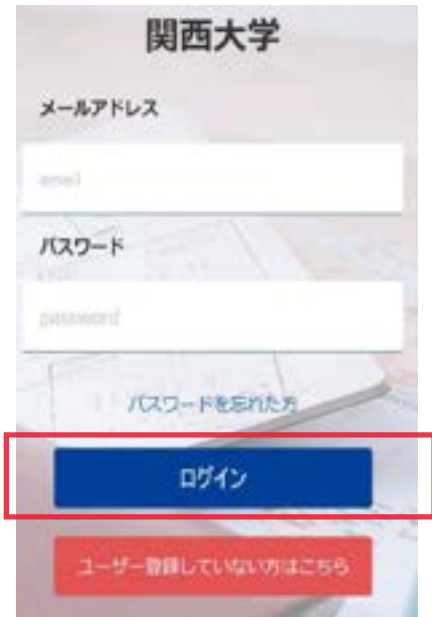 関西大学
メールアドレス
email
パスワード
password
パスワードを忘れた方
ログイン
ユーザー登録していない方はこちら